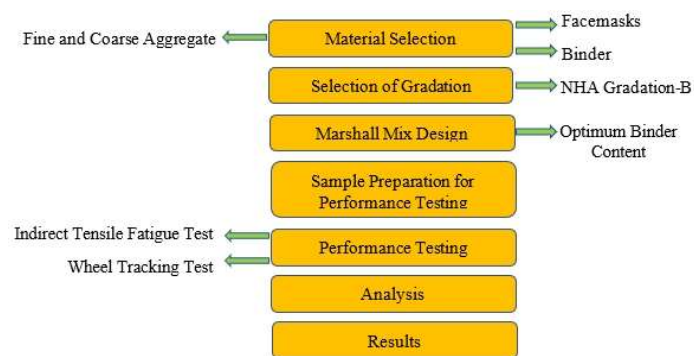 Fine and Coarse Aggregate
Material Selection
Facemasks
Binder
Selection of Gradation
NHA Gradation-B
Marshall Mix Design
Optimum Binder
Content
Sample Preparation for
Performance Testing
Indirect Tensile Fatigue Test
Wheel Tracking Test
Performance Testing
Analysis
Results